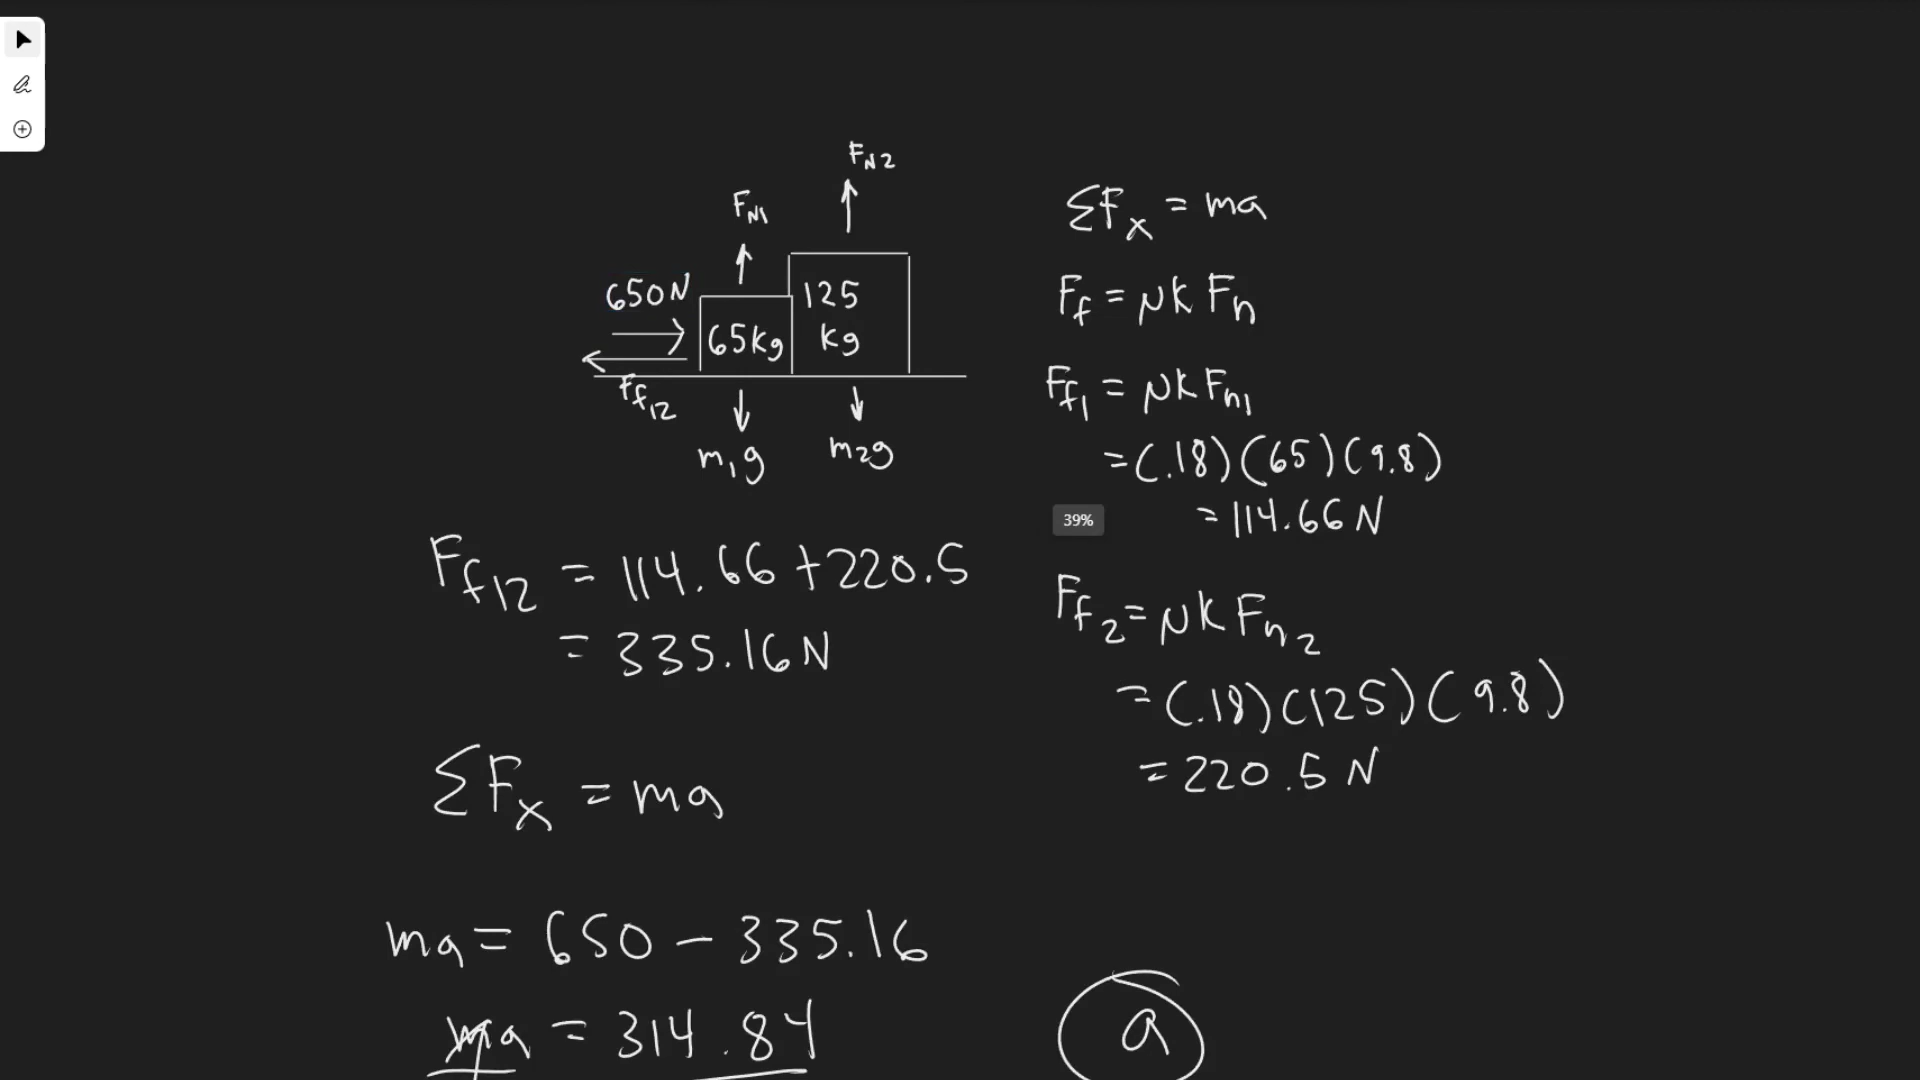 F_N2
F_N1
650N
125
kg
65kg
F_f12
m_1g
m_2g
ΣF_x = ma
F_f = μk F_n
F_f1 = μk F_n1
= (.18)(65)(9.8)
= 114.66 N
39%
F_f12 = 114.66 + 220.5
= 335.16 N
F_f2 = μk F_n2
= (.18)(125)(9.8)
= 220.5 N
ΣF_x = ma
ma = 650 - 335.16
ma = 314.84
a